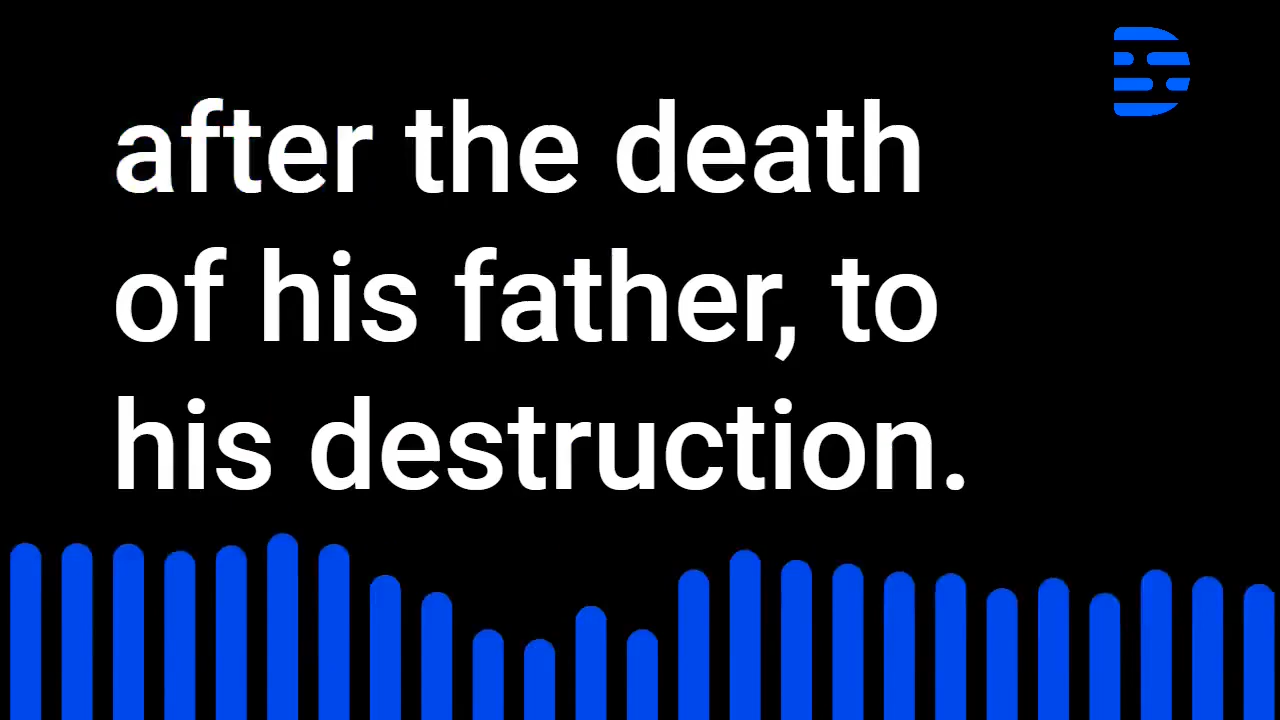 after the death
of his father, to
his destruction.